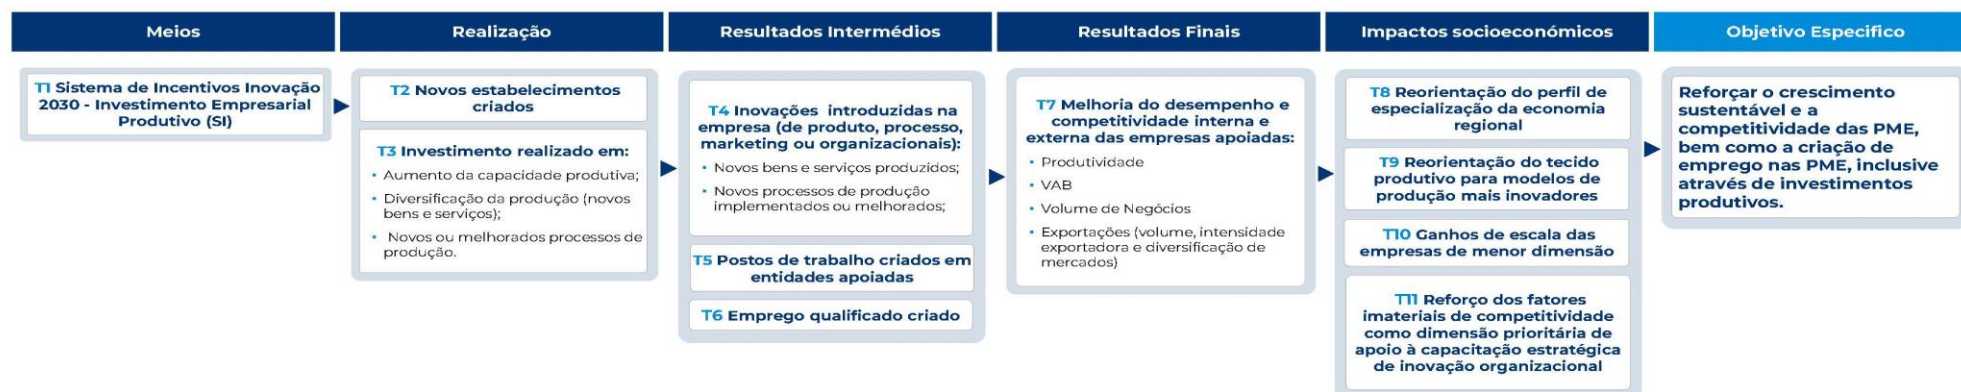 Meios
Realização
Resultados Intermédios
Resultados Finais
Impactos socioeconómicos
Objetivo Especifico
T1 Sistema de Incentivos Inovação
2030 - Investimento Empresarial
Produtivo (SI)
T2 Novos estabelecimentos
criados
T3 Investimento realizado em:
• Aumento da capacidade produtiva;
• Diversificação da produção (novos
bens e serviços);
• Novos ou melhorados processos de
produção.
T4 Inovações introduzidas na
empresa (de produto, processo,
marketing ou organizacionais):
• Novos bens e serviços produzidos;
• Novos processos de produção
implementados ou melhorados;
T5 Postos de trabalho criados em
entidades apoiadas
T6 Emprego qualificado criado
T7 Melhoria do desempenho e
competitividade interna e
externa das empresas apoiadas:
• Produtividade
• VAB
• Volume de Negócios
• Exportações (volume, intensidade
exportadora e diversificação de
mercados)
T8 Reorientação do perfil de
especialização da economia
regional
T9 Reorientação do tecido
produtivo para modelos de
produção mais inovadores
T10 Ganhos de escala das
empresas de menor dimensão
T11 Reforço dos fatores
imateriais de competitividade
como dimensão prioritária de
apoio à capacitação estratégica
de inovação organizacional
Reforçar o crescimento
sustentável e a
competitividade das PME,
bem como a criação de
emprego nas PME, inclusive
através de investimentos
produtivos.